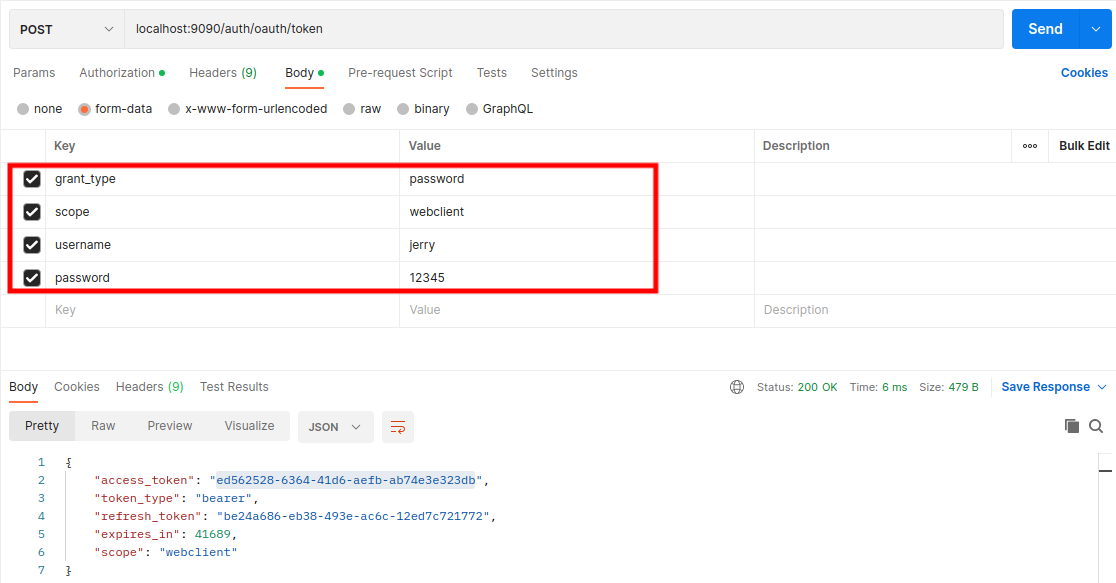 POST localhost:9090/auth/oauth/token Send
Params Authorization Headers (9) Body Pre-request Script Tests Settings Cookies
none form-data x-www-form-urlencoded raw binary GraphQL
Key Value Description Bulk Edit
grant_type password
scope webclient
username jerry
password 12345
Key Value Description
Body Cookies Headers (9) Test Results Status: 200 OK Time: 6 ms Size: 479 B Save Response
Pretty Raw Preview Visualize JSON
1 {
2 "access_token": "ed562528-6364-41d6-aefb-ab74e3e323db",
3 "token_type": "bearer",
4 "refresh_token": "be24a686-eb38-493e-ac6c-12ed7c721772",
5 "expires_in": 41689,
6 "scope": "webclient"
7 }